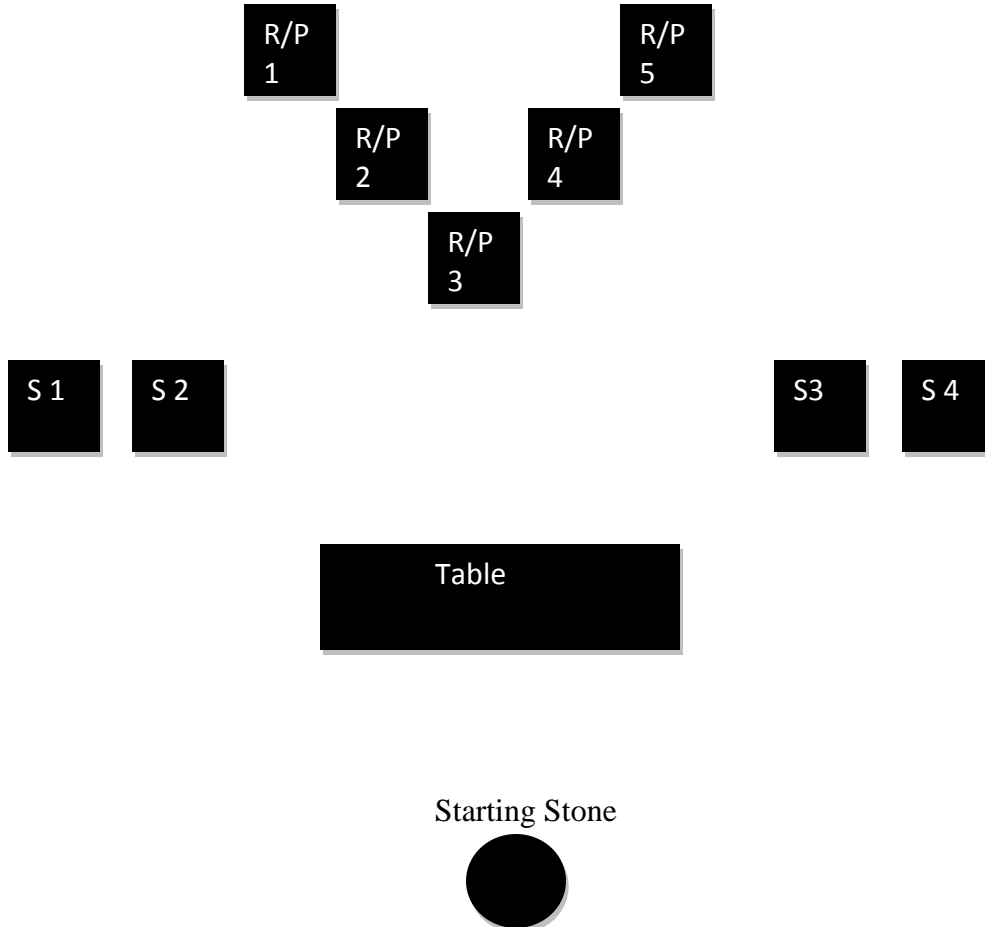 R/P
1
R/P
5
R/P
2
R/P
4
R/P
3
S 1
S 2
S3
S 4
Table
Starting Stone